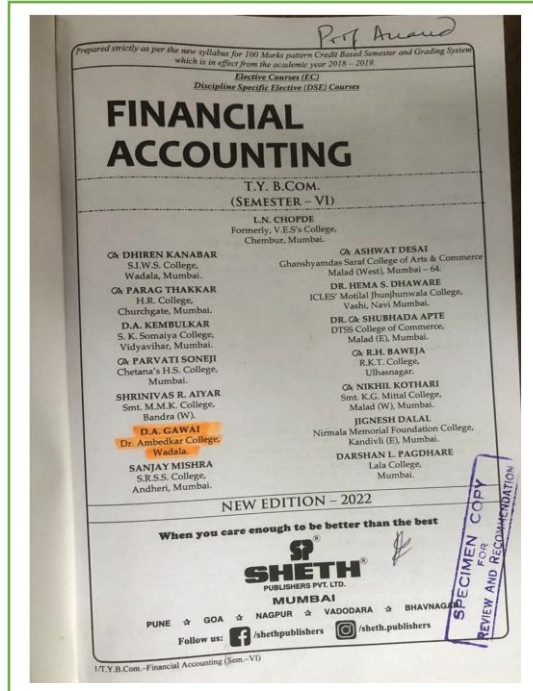 Prof Anand
Prepared strictly as per the new syllabus for 100 Marks pattern Credit Based Semester and Grading System
which is in effect from the academic year 2018 – 2019.
Elective Courses (EC)
Discipline Specific Elective (DSE) Courses
FINANCIAL
ACCOUNTING
T.Y. B.COM.
(SEMESTER – VI)
L.N. CHOPDE
Formerly, V.ES's College,
Chembur, Mumbai.
CA DHIREN KANABAR
S.I.W.S. College,
Wadala, Mumbai.
CA PARAG THAKKAR
H.R. College,
Churchgate, Mumbai.
D.A. KEMBULKAR
S. K. Somaiya College,
Vidyavihar, Mumbai.
CA PARVATI SONEJI
Chetana's H.S. College,
Mumbai.
SHRINIVAS R. AIYAR
Smt. M.M.K. College,
Bandra (W).
D.A. GAWAI
Dr. Ambedkar College,
Wadala.
SANJAY MISHRA
S.R.S.S. College,
Andheri, Mumbai.
CA ASHWAT DESAI
Ghanshyamdas Saraf College of Arts & Commerce
Malad (West), Mumbai – 64.
DR. HEMA S. DHAWARE
ICLES' Motilal Jhunjhunwala College,
Vashi, Navi Mumbai.
DR. CA SHUBHADA APTE
DTSS College of Commerce,
Malad (E), Mumbai.
CA R.H. BAWEJA
R.K.T. College,
Ulhasnagar.
CA NIKHIL KOTHARI
Smt. K.G. Mittal College,
Malad (W), Mumbai.
JIGNESH DALAL
Nirmala Memorial Foundation College,
Kandivli (E), Mumbai.
DARSHAN L. PAGDHARE
Lala College,
Mumbai.
NEW EDITION – 2022
When you care enough to be better than the best
SHETH®
PUBLISHERS PVT. LTD.
MUMBAI
PUNE ☆ GOA ☆ NAGPUR ☆ VADODARA ☆ BHAVNAGAR
Follow us: /shethpublishers /sheth.publishers
SPECIMEN COPY
FOR
REVIEW AND RECOMMENDATION
1/T.Y.B.Com.–Financial Accounting (Sem.–VI)